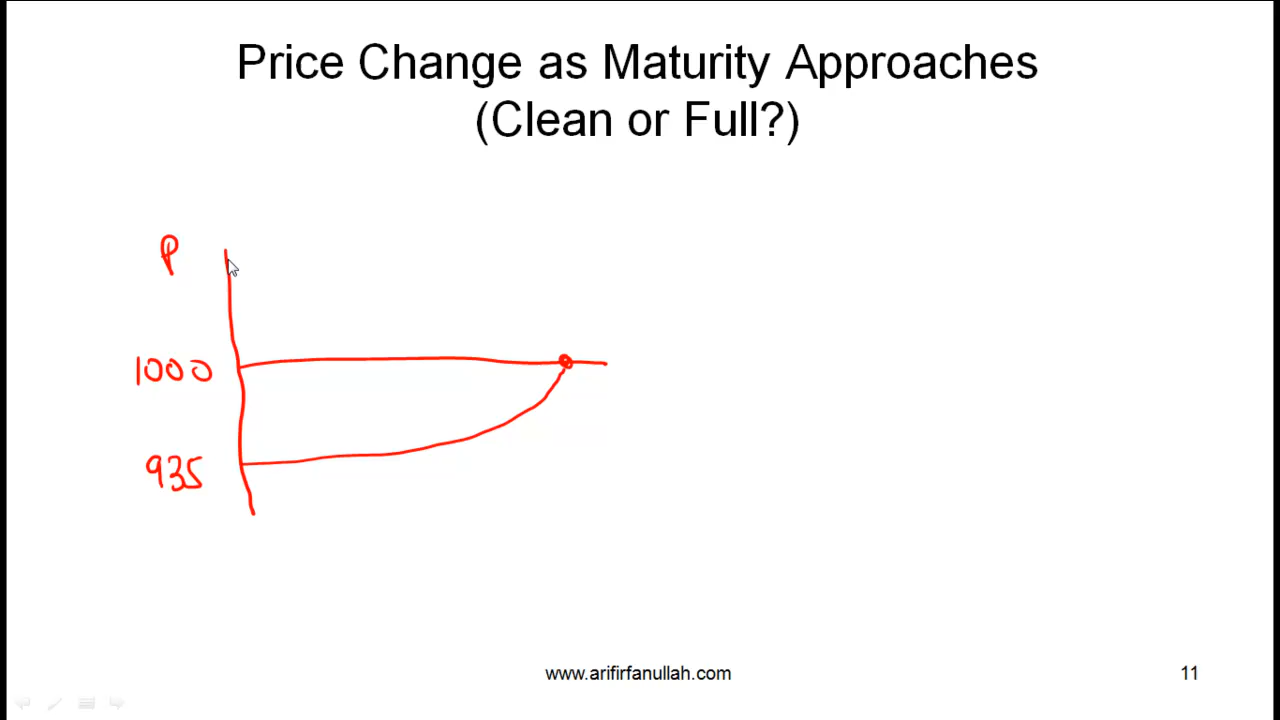 Price Change as Maturity Approaches
(Clean or Full?)
P
1000
935
www.arifirfanullah.com
11